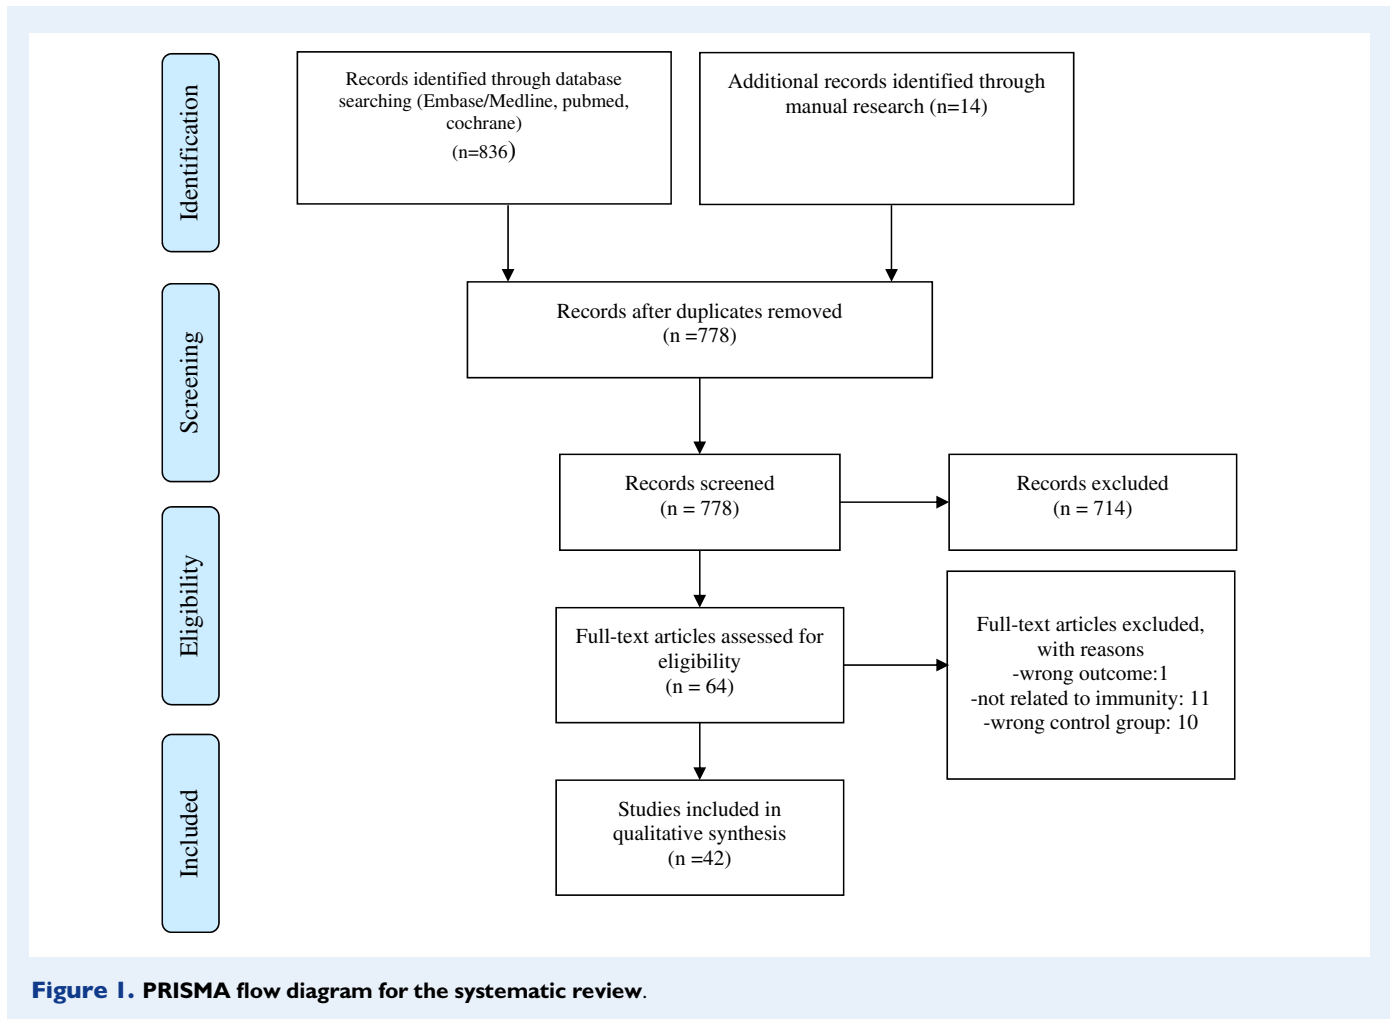 Identification
Records identified through database
searching (Embase/Medline, pubmed,
cochrane)
(n=836)
Additional records identified through
manual research (n=14)
Screening
Records after duplicates removed
(n =778)
Records screened
(n = 778)
Records excluded
(n = 714)
Eligibility
Full-text articles assessed for
eligibility
(n = 64)
Full-text articles excluded,
with reasons
-wrong outcome:1
-not related to immunity: 11
-wrong control group: 10
Included
Studies included in
qualitative synthesis
(n =42)
Figure 1. PRISMA flow diagram for the systematic review.